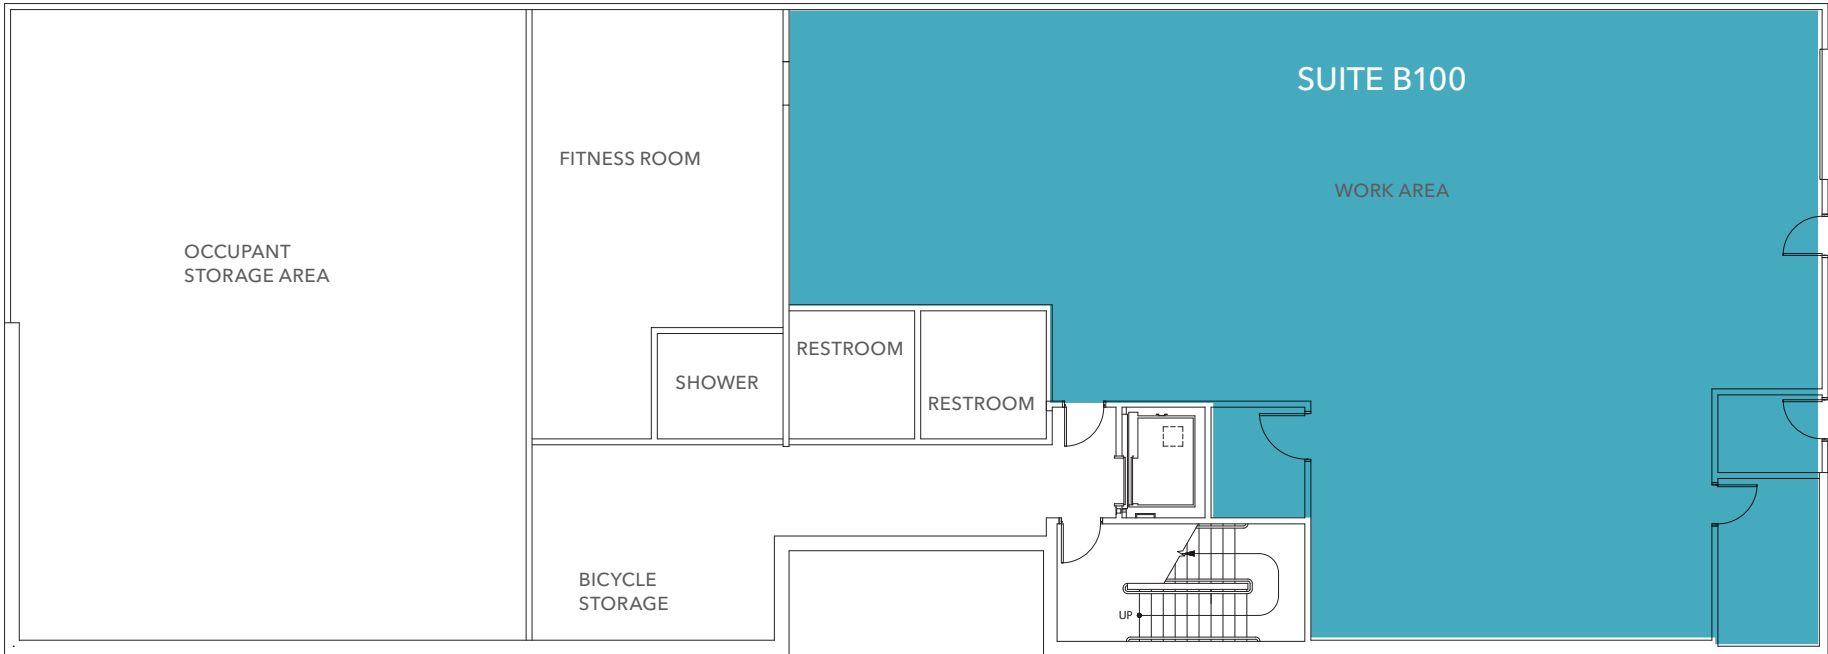 SUITE B100
FITNESS ROOM
WORK AREA
OCCUPANT
STORAGE AREA
RESTROOM
SHOWER
RESTROOM
BICYCLE
STORAGE
UP